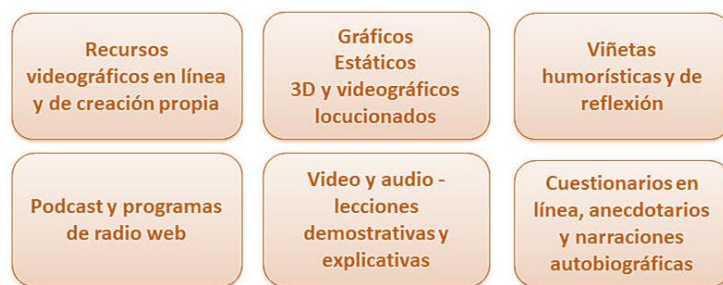 Recursos
videográficos en línea
y de creación propia
Gráficos
Estáticos
3D y videográficos
locucionados
Viñetas
humorísticas y de
reflexión
Podcast y programas
de radio web
Video y audio -
lecciones
demostrativas y
explicativas
Cuestionarios en
línea, anecdotarios
y narraciones
autobiográficas